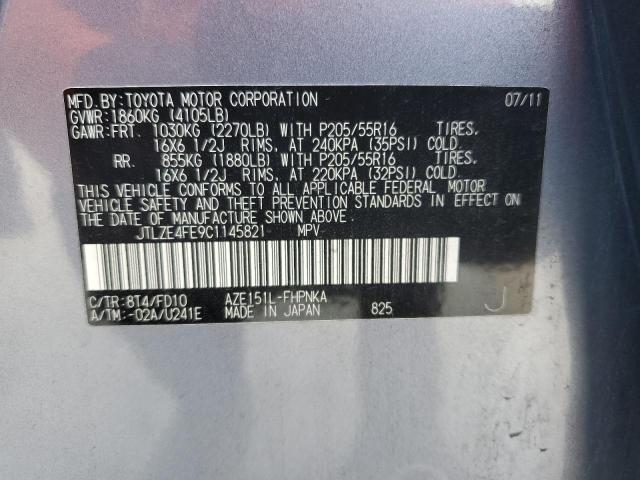 MFD.BY:TOYOTA MOTOR CORPORATION 07/11
GVWR:1860KG (4105LB)
GAWR:FRT. 1030KG (2270LB) WITH P205/55R16 TIRES.
16X6 1/2J RIMS, AT 240KPA (35PSI) COLD.
RR. 855KG (1880LB) WITH P205/55R16 TIRES.
16X6 1/2J RIMS, AT 220KPA (32PSI) COLD.
THIS VEHICLE CONFORMS TO ALL APPLICABLE FEDERAL MOTOR
VEHICLE SAFETY AND THEFT PREVENTION STANDARDS IN EFFECT ON
THE DATE OF MANUFACTURE SHOWN ABOVE.
JTLZE4FE9C1145821 MPV
C/TR:8T4/FD10 AZE151L-FHPNKA J
A/TM:-02A/U241E MADE IN JAPAN 825